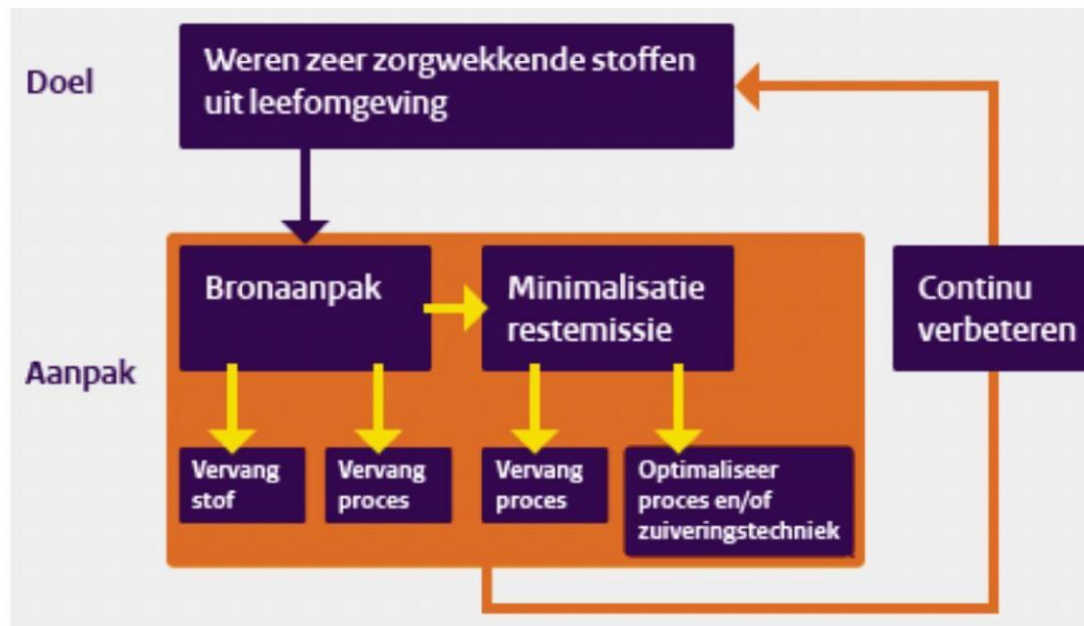 Doel
Weren zeer zorgwekkende stoffen
uit leefomgeving
Aanpak
Bronaanpak
Minimalisatie
restemissie
Continu
verbeteren
Vervang
stof
Vervang
proces
Vervang
proces
Optimaliseer
proces en/of
zuiveringstechniek